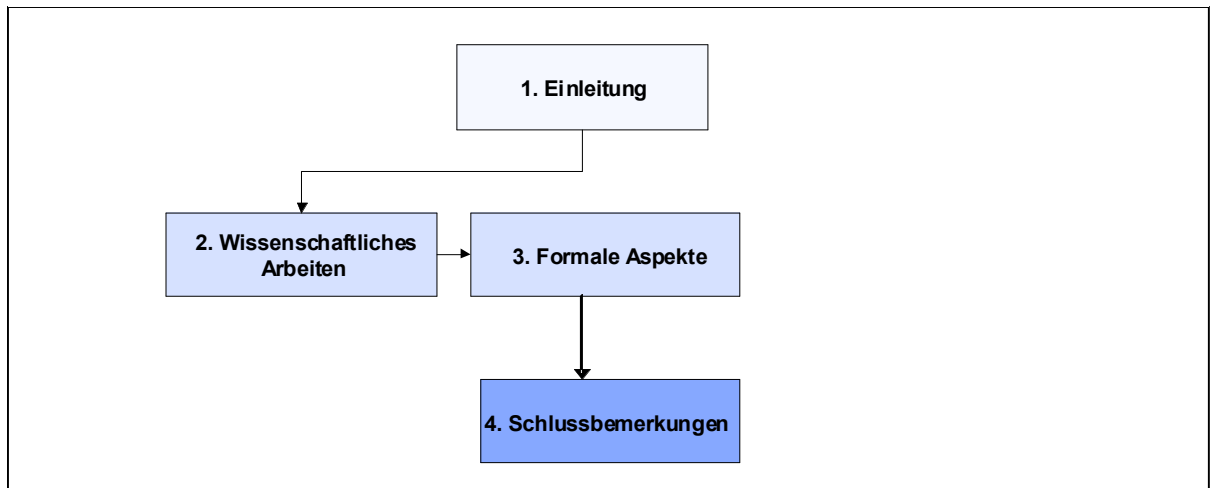 1. Einleitung
2. Wissenschaftliches
Arbeiten
3. Formale Aspekte
4. Schlussbemerkungen